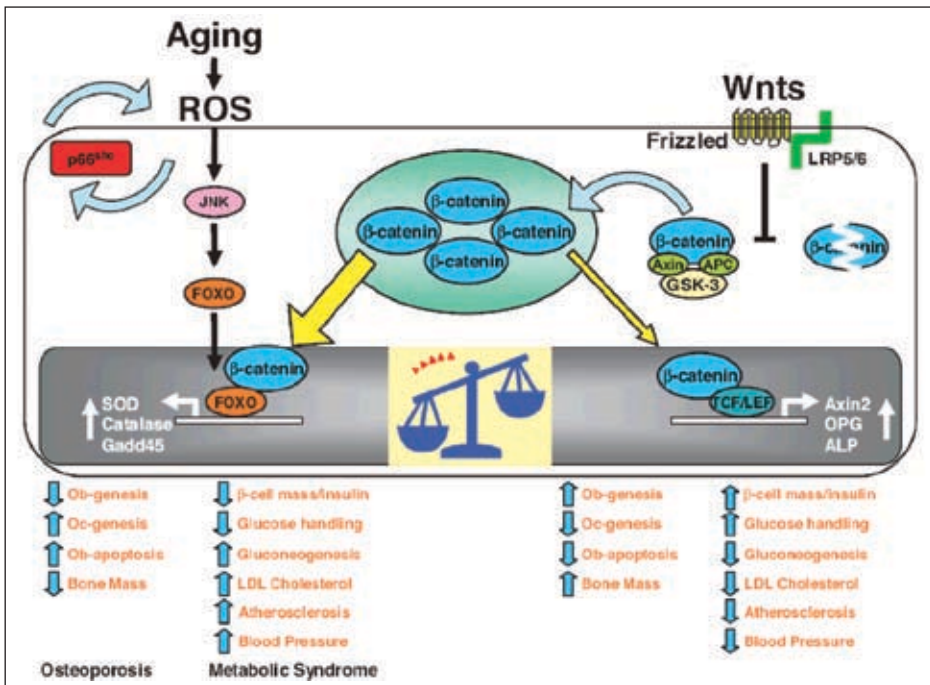 Aging
ROS
Wnts
Frizzled
LRP5/6
p66shc
JNK
FOXO
β-catenin
β-catenin
β-catenin
β-catenin
β-catenin
Axin
APC
GSK-3
β-catenin
β-catenin
FOXO
SOD
Catalase
Gadd45
β-catenin
TCF/LEF
Axin2
OPG
ALP
Ob-genesis
Oc-genesis
Ob-apoptosis
Bone Mass
β-cell mass/insulin
Glucose handling
Gluconeogenesis
LDL Cholesterol
Atherosclerosis
Blood Pressure
Ob-genesis
Oc-genesis
Ob-apoptosis
Bone Mass
β-cell mass/insulin
Glucose handling
Gluconeogenesis
LDL Cholesterol
Atherosclerosis
Blood Pressure
Osteoporosis
Metabolic Syndrome